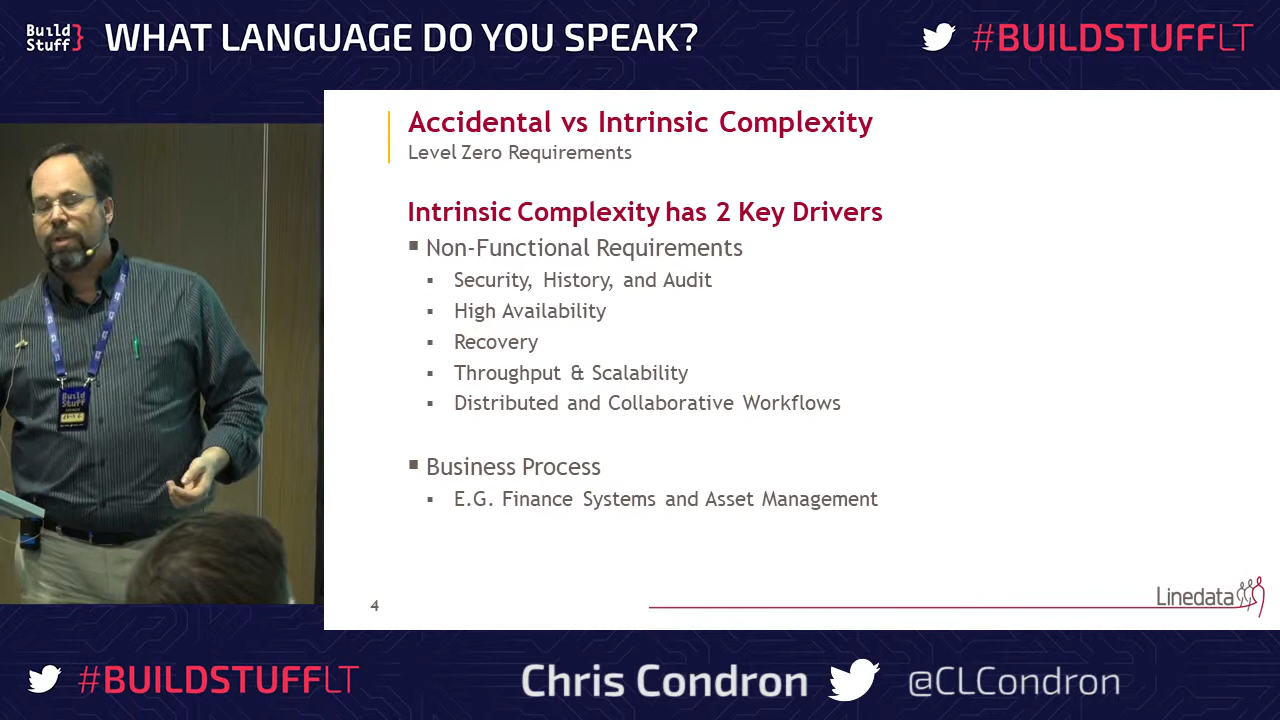 Build
Stuff
WHAT LANGUAGE DO YOU SPEAK?
#BUILDSTUFFLT
Accidental vs Intrinsic Complexity
Level Zero Requirements
Intrinsic Complexity has 2 Key Drivers
Non-Functional Requirements
Security, History, and Audit
High Availability
Recovery
Throughput & Scalability
Distributed and Collaborative Workflows
Business Process
E.G. Finance Systems and Asset Management
4
Linedata
Build
Stuff
#BUILDSTUFFLT
Chris Condron
@CLCondron